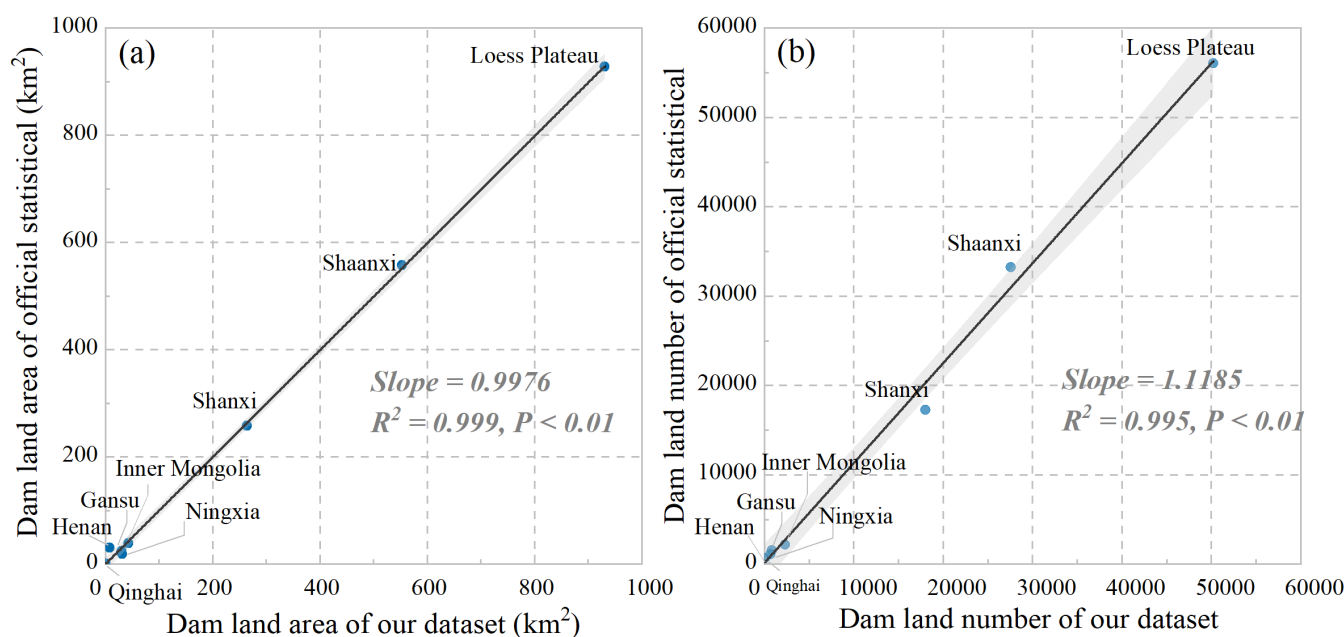 (a)
1000
800
600
400
200
0
Dam land area of official statistical (km²)
Loess Plateau
Shaanxi
Shanxi
Inner Mongolia
Gansu
Ningxia
Henan
Qinghai
Slope = 0.9976
R² = 0.999, P < 0.01
0 200 400 600 800 1000
Dam land area of our dataset (km²)
(b)
60000
50000
40000
30000
20000
10000
0
Dam land number of official statistical
Loess Plateau
Shaanxi
Shanxi
Inner Mongolia
Gansu
Ningxia
Henan
Qinghai
Slope = 1.1185
R² = 0.995, P < 0.01
0 10000 20000 30000 40000 50000 60000
Dam land number of our dataset